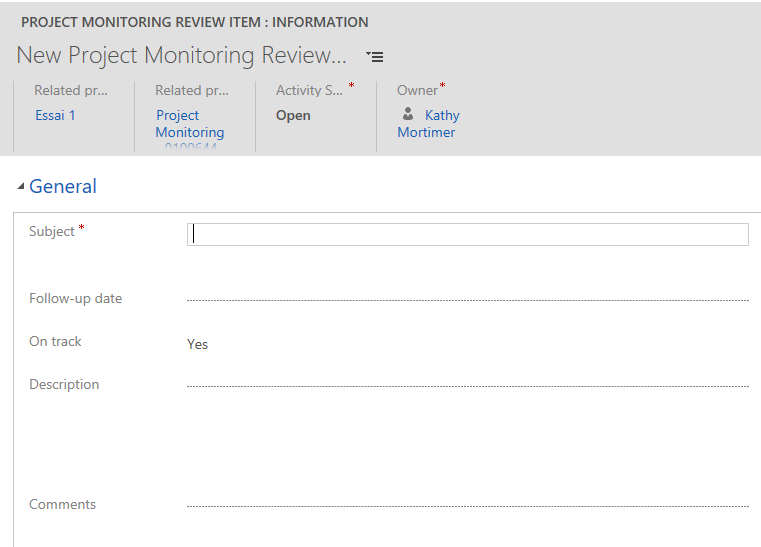 PROJECT MONITORING REVIEW ITEM : INFORMATION
New Project Monitoring Review...
Related pr... Related pr... Activity S... * Owner *
Essai 1 Project Open Kathy
Monitoring Mortimer
General
Subject *
Follow-up date
On track Yes
Description
Comments